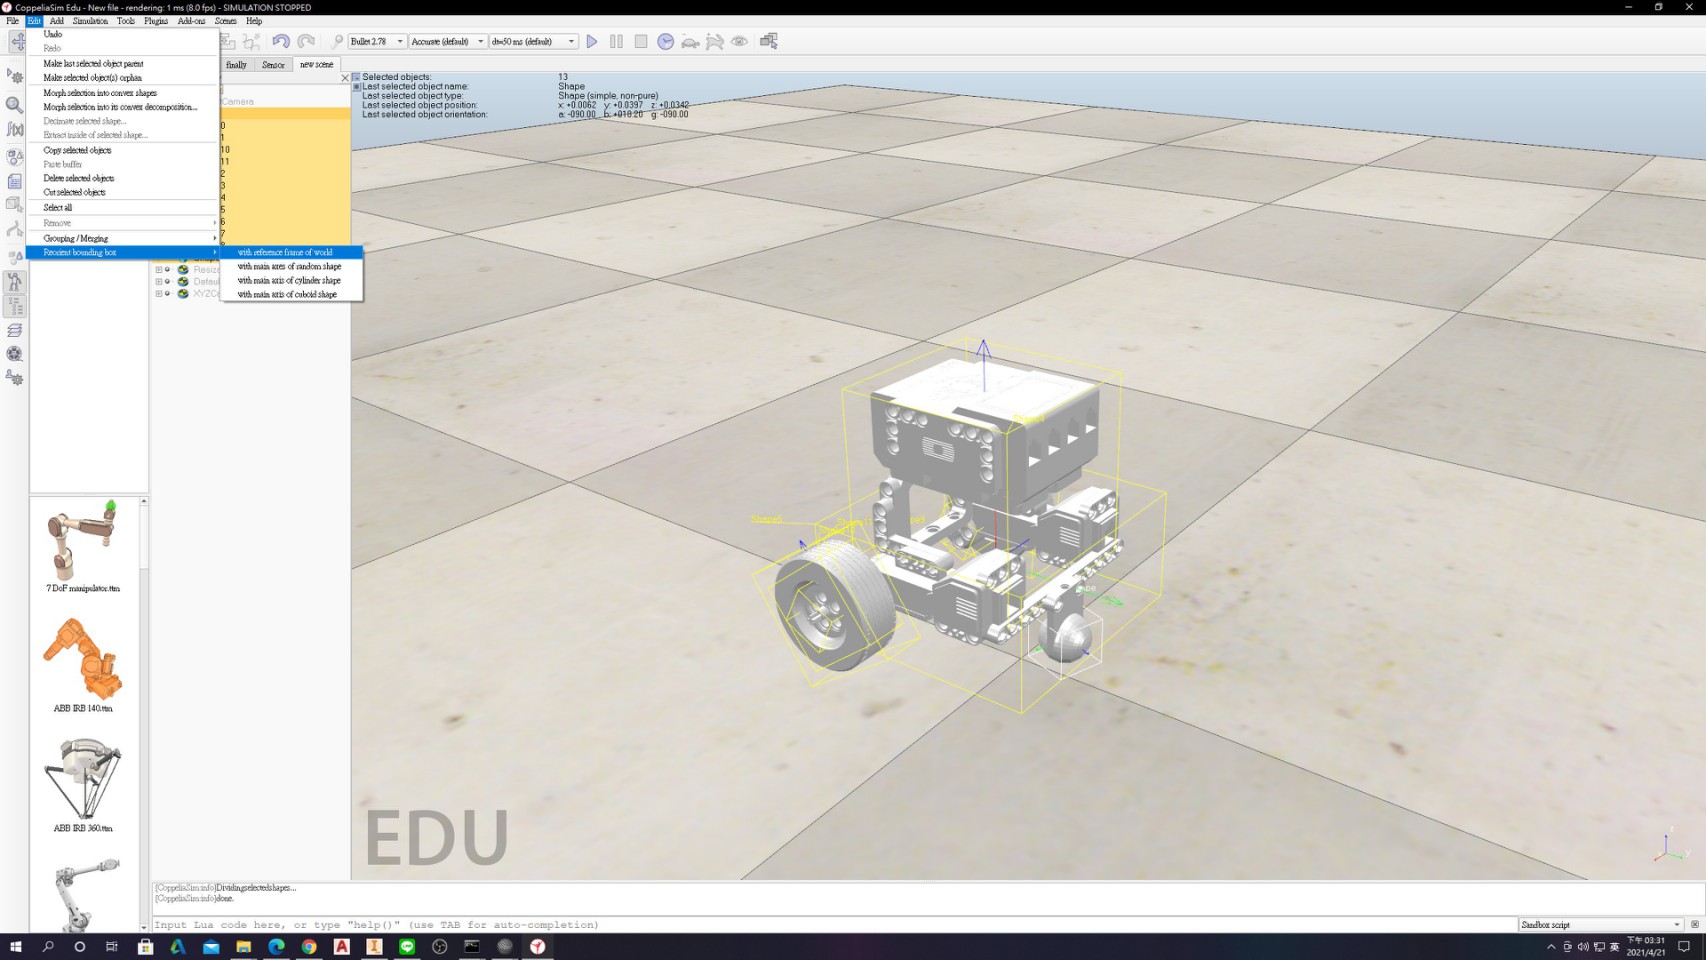 CoppeliaSim Edu - New file - rendering: 1 ms (8.0 fps) - SIMULATION STOPPED
File Edit Add Simulation Tools Plugins Add-ons Scenes Help
Bullet 2.78 Accurate (default) dt=50 ms (default)
finally Sensor new scene
Undo
Redo
Make last selected object parent
Make selected object(s) orphan
Morph selection into convex shapes
Morph selection into its convex decomposition...
Decimate selected shape...
Extract inside of selected shape...
Copy selected objects
Paste buffer
Delete selected objects
Cut selected objects
Select all
Remove
Grouping / Merging
Reorient bounding box
with reference frame of world
with main axes of random shape
with main axis of cylinder shape
with main axis of cuboid shape
Camera
0
1
10
11
2
3
4
5
6
7
Resiz
Defaul
XYZC
Selected objects: 13
Last selected object name: Shape
Last selected object type: Shape (simple, non-pure)
Last selected object position: x: +0.0062 y: +0.0397 z: +0.0342
Last selected object orientation: a: -090.00 b: +018.20 g: -090.00
7 DoF manipulator.ttm
ABB IRB 140.ttm
ABB IRB 360.ttm
EDU
[CoppeliaSim:info] Dividing selected shapes...
[CoppeliaSim:info] done.
Input Lua code here, or type "help()" (use TAB for auto-completion)
Sandbox script
英
下午 03:31
2021/4/21